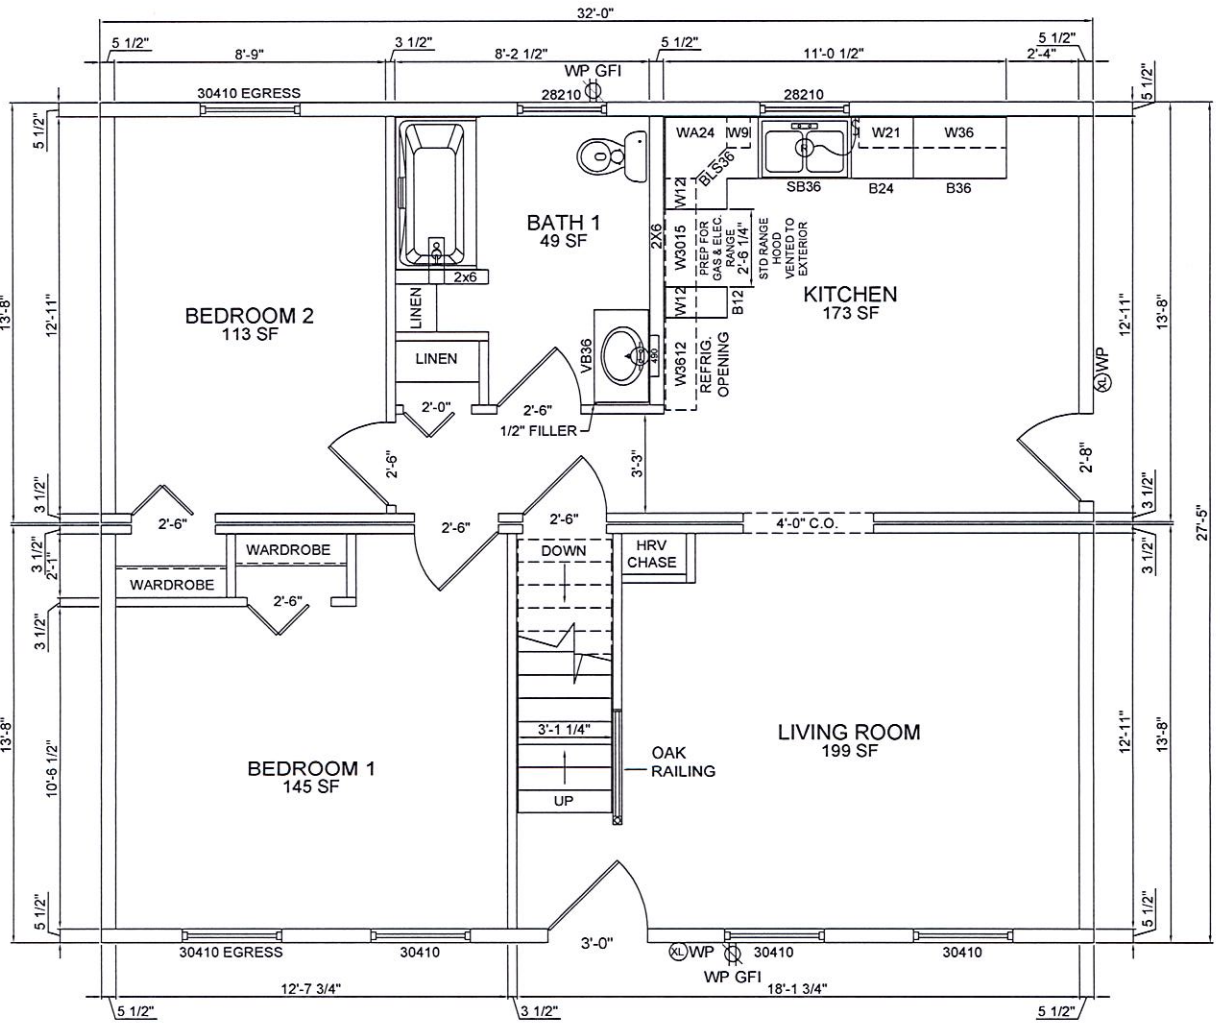 32'-0"
5 1/2"
8'-9"
3 1/2"
8'-2 1/2"
5 1/2"
11'-0 1/2"
2'-4"
5 1/2"
WP GFI
30410 EGRESS
28210
28210
5 1/2"
5 1/2"
WA24
W9
W21
W36
R
BLS36
SB36
B24
B36
W12
BATH 1
49 SF
2X6
W3015
PREP FOR
GAS & ELEC.
RANGE
2'-6 1/4"
STD RANGE
HOOD
VENTED TO
EXTERIOR
2x6
LINEN
W12
B12
KITCHEN
173 SF
BEDROOM 2
113 SF
13'-8"
12'-11"
12'-11"
13'-8"
LINEN
VB36
490
W3612
REFRIG.
OPENING
XL WP
2'-0"
2'-6"
1/2" FILLER
2'-6"
3'-3"
2'-8"
3 1/2"
3 1/2"
2'-6"
2'-6"
2'-6"
4'-0" C.O.
27'-5"
3 1/2"
2'-1"
WARDROBE
WARDROBE
DOWN
HRV
CHASE
3 1/2"
2'-6"
3 1/2"
13'-8"
10'-6 1/2"
BEDROOM 1
145 SF
3'-1 1/4"
UP
OAK
RAILING
LIVING ROOM
199 SF
12'-11"
13'-8"
5 1/2"
5 1/2"
30410 EGRESS
30410
3'-0"
XL WP
30410
30410
WP GFI
12'-7 3/4"
18'-1 3/4"
5 1/2"
3 1/2"
5 1/2"